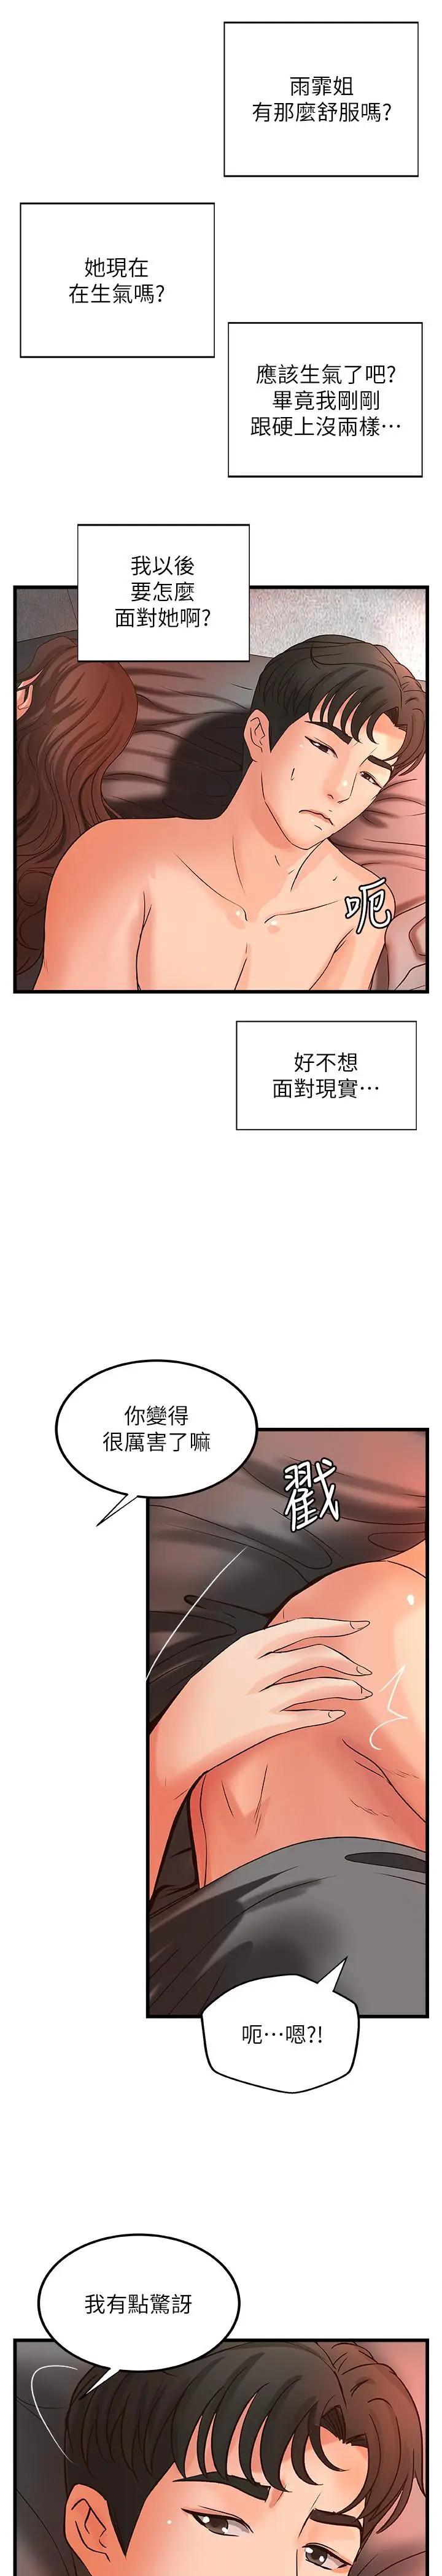 雨霏姐
有那麼舒服嗎?
她現在
在生氣嗎?
應該生氣了吧?
畢竟我剛剛
跟硬上沒兩樣…
我以後
要怎麼
面對她啊?
呃
好不想
面對現實…
你變得
很厲害了嘛
戳
呃…嗯?!
我有點驚訝